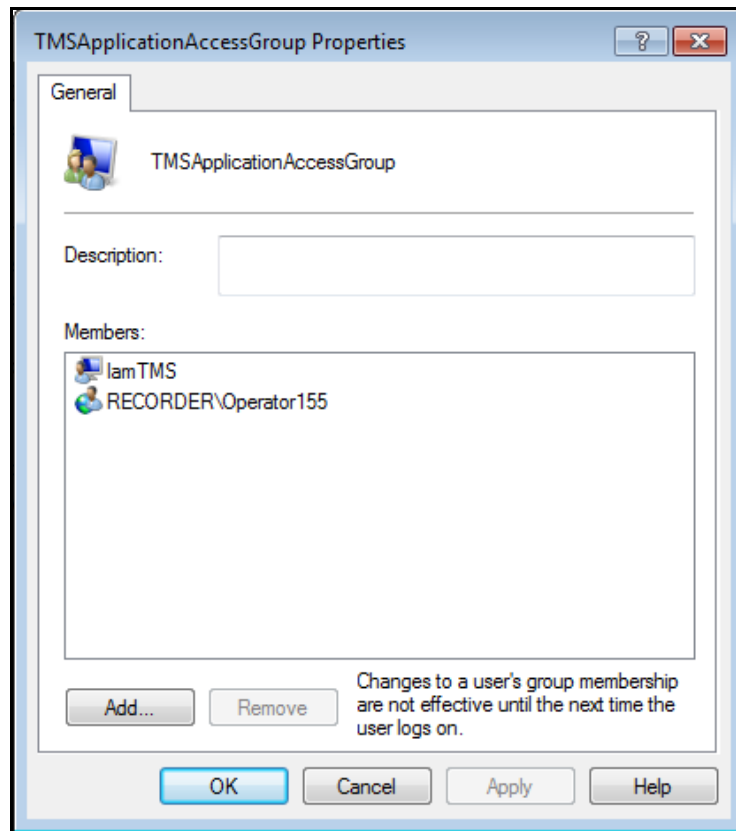 TMSApplicationAccessGroup Properties
General
TMSApplicationAccessGroup
Description:
Members:
IamTMS
RECORDER\Operator155
Add...
Remove
Changes to a user's group membership
are not effective until the next time the
user logs on.
OK
Cancel
Apply
Help